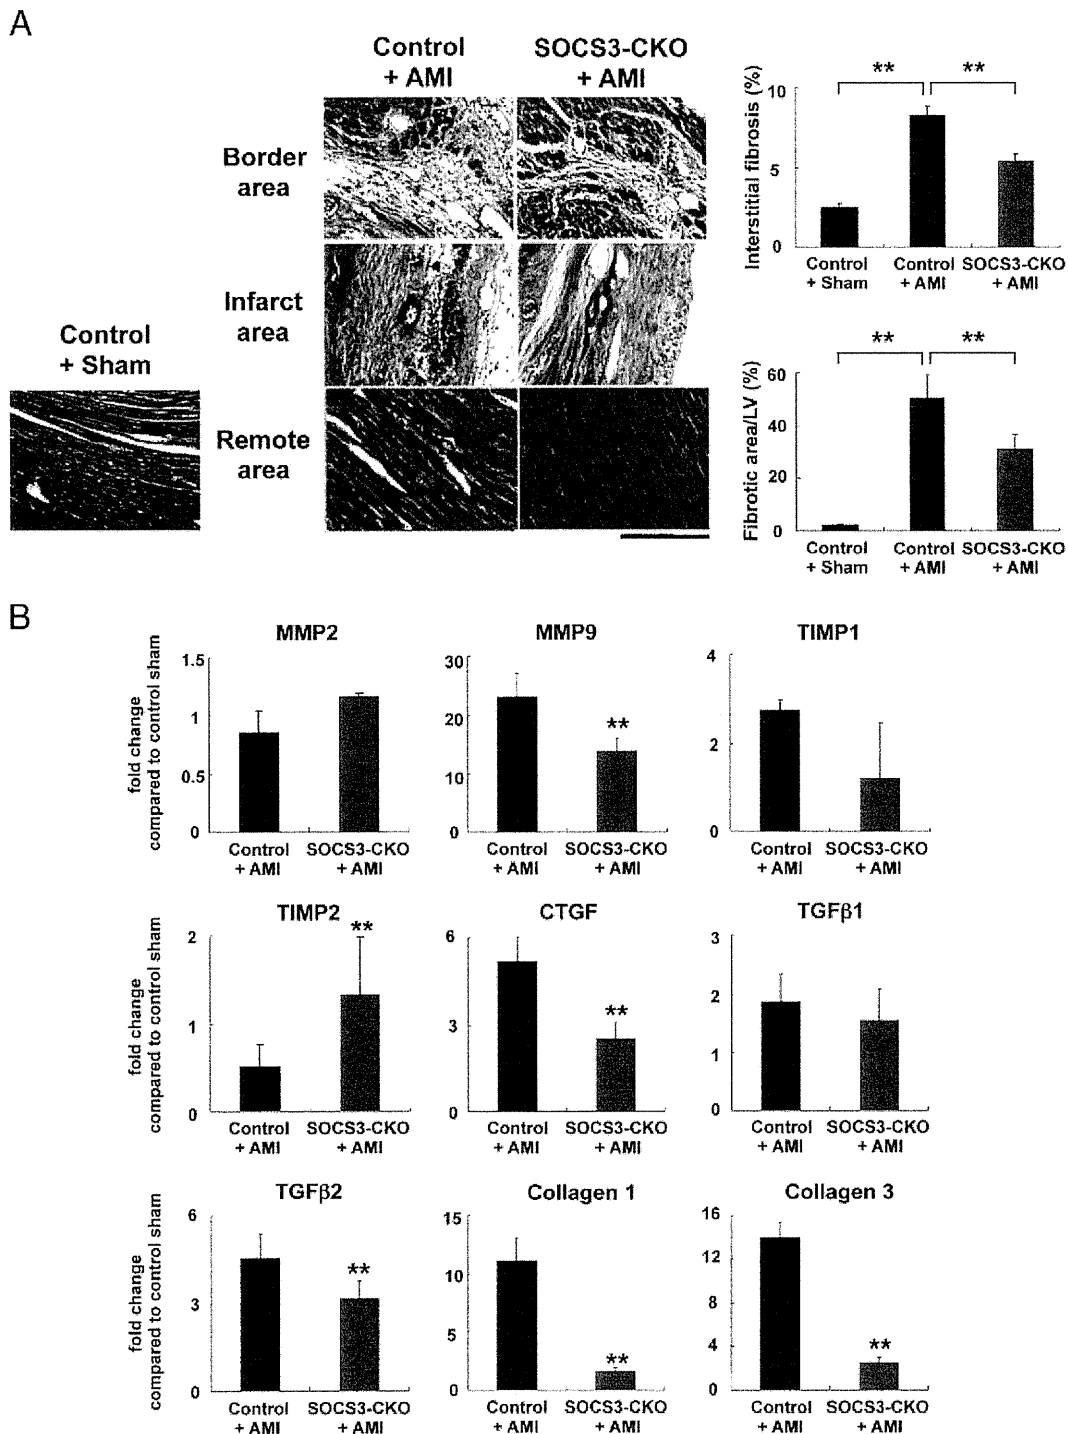 A
Control
+ AMI
SOCS3-CKO
+ AMI
Border
area
Infarct
area
Remote
area
Control
+ Sham
Interstitial fibrosis (%)
10
5
0
**
**
Control
+ Sham
Control
+ AMI
SOCS3-CKO
+ AMI
Fibrotic area/LV (%)
60
40
20
0
**
**
Control
+ Sham
Control
+ AMI
SOCS3-CKO
+ AMI
B
MMP2
fold change
compared to control sham
1.5
1
0.5
0
Control
+ AMI
SOCS3-CKO
+ AMI
MMP9
30
20
10
0
**
Control
+ AMI
SOCS3-CKO
+ AMI
TIMP1
4
2
0
Control
+ AMI
SOCS3-CKO
+ AMI
TIMP2
fold change
compared to control sham
2
1
0
**
Control
+ AMI
SOCS3-CKO
+ AMI
CTGF
6
3
0
**
Control
+ AMI
SOCS3-CKO
+ AMI
TGFβ1
3
2
1
0
Control
+ AMI
SOCS3-CKO
+ AMI
TGFβ2
fold change
compared to control sham
6
3
0
**
Control
+ AMI
SOCS3-CKO
+ AMI
Collagen 1
15
10
5
0
**
Control
+ AMI
SOCS3-CKO
+ AMI
Collagen 3
16
12
8
4
0
**
Control
+ AMI
SOCS3-CKO
+ AMI